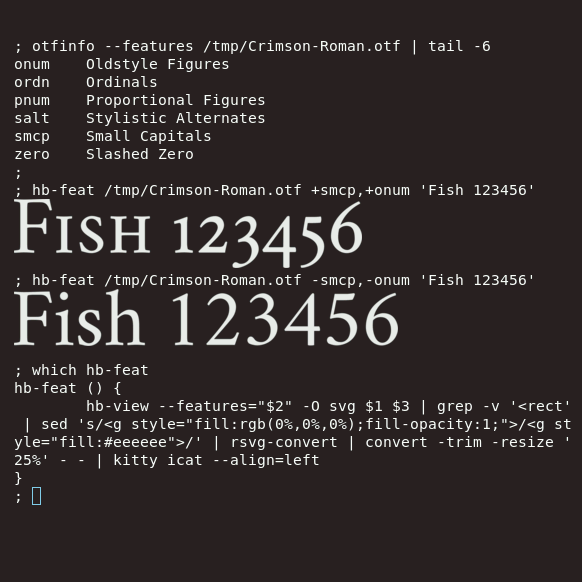 ; otfinfo --features /tmp/Crimson-Roman.otf | tail -6
onum    Oldstyle Figures
ordn    Ordinals
pnum    Proportional Figures
salt    Stylistic Alternates
smcp    Small Capitals
zero    Slashed Zero
;
; hb-feat /tmp/Crimson-Roman.otf +smcp,+onum 'Fish 123456'
Fish 123456
; hb-feat /tmp/Crimson-Roman.otf -smcp,-onum 'Fish 123456'
Fish 123456
; which hb-feat
hb-feat () {
        hb-view --features="$2" -O svg $1 $3 | grep -v '<rect'
 | sed 's/<g style="fill:rgb(0%,0%,0%);fill-opacity:1;">/<g st
yle="fill:#eeeeee">/' | rsvg-convert | convert -trim -resize '
25%' - - | kitty icat --align=left
}
;